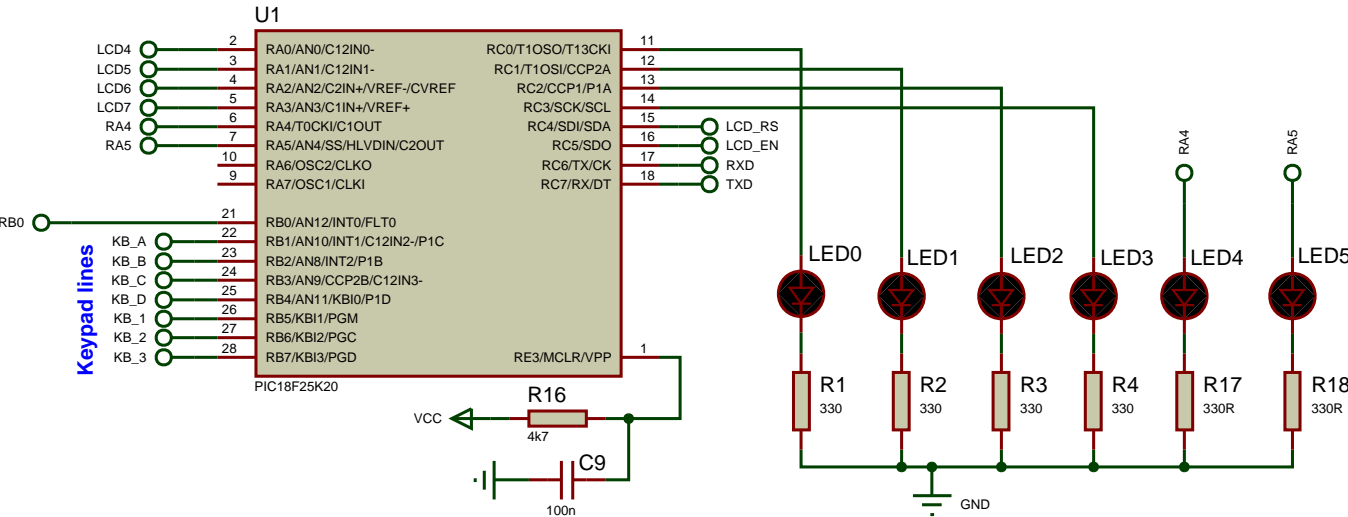 U1
LCD4 2 RA0/AN0/C12IN0- RC0/T1OSO/T13CKI 11
LCD5 3 RA1/AN1/C12IN1- RC1/T1OSI/CCP2A 12
LCD6 4 RA2/AN2/C2IN+/VREF-/CVREF RC2/CCP1/P1A 13
LCD7 5 RA3/AN3/C1IN+/VREF+ RC3/SCK/SCL 14
RA4 6 RA4/T0CKI/C1OUT RC4/SDI/SDA 15 LCD_RS
RA5 7 RA5/AN4/SS/HLVDIN/C2OUT RC5/SDO 16 LCD_EN
10 RA6/OSC2/CLKO RC6/TX/CK 17 RXD
9 RA7/OSC1/CLKI RC7/RX/DT 18 TXD
RA4 RA5
RB0 21 RB0/AN12/INT0/FLT0
KB_A 22 RB1/AN10/INT1/C12IN2-/P1C
KB_B 23 RB2/AN8/INT2/P1B
KB_C 24 RB3/AN9/CCP2B/C12IN3-
KB_D 25 RB4/AN11/KBI0/P1D
KB_1 26 RB5/KBI1/PGM
KB_2 27 RB6/KBI2/PGC
KB_3 28 RB7/KBI3/PGD RE3/MCLR/VPP 1
Keypad lines
PIC18F25K20
LED0 LED1 LED2 LED3 LED4 LED5
R1 R2 R3 R4 R17 R18
330 330 330 330 330R 330R
R16
VCC
4k7
C9
100n
GND